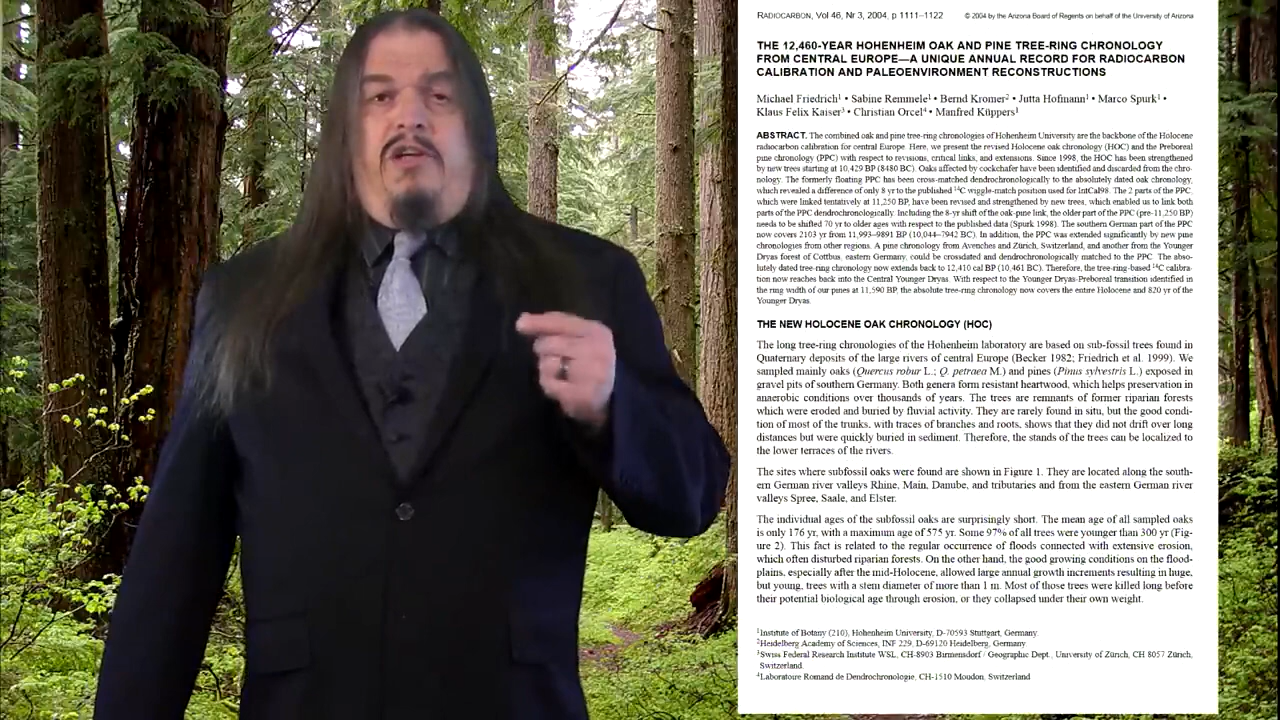 RADIOCARBON, Vol 46, Nr 3, 2004, p 1111–1122 © 2004 by the Arizona Board of Regents on behalf of the University of Arizona
THE 12,460-YEAR HOHENHEIM OAK AND PINE TREE-RING CHRONOLOGY
FROM CENTRAL EUROPE—A UNIQUE ANNUAL RECORD FOR RADIOCARBON
CALIBRATION AND PALEOENVIRONMENT RECONSTRUCTIONS
Michael Friedrich¹ • Sabine Remmele¹ • Bernd Kromer² • Jutta Hofmann¹ • Marco Spurk¹ •
Klaus Felix Kaiser³ • Christian Orcel⁴ • Manfred Küppers¹
ABSTRACT. The combined oak and pine tree-ring chronologies of Hohenheim University are the backbone of the Holocene
radiocarbon calibration for central Europe. Here, we present the revised Holocene oak chronology (HOC) and the Preboreal
pine chronology (PPC) with respect to revisions, critical links, and extensions. Since 1998, the HOC has been strengthened
by new trees starting at 10,429 BP (8480 BC). Oaks affected by cockchafer have been identified and discarded from the chro-
nology. The formerly floating PPC has been cross-matched dendrochronologically to the absolutely dated oak chronology,
which revealed a difference of only 8 yr to the published ¹⁴C wiggle-match position used for IntCal98. The 2 parts of the PPC,
which were linked tentatively at 11,250 BP, have been revised and strengthened by new trees, which enabled us to link both
parts of the PPC dendrochronologically. Including the 8-yr shift of the oak-pine link, the older part of the PPC (pre-11,250 BP)
needs to be shifted 70 yr to older ages with respect to the published data (Spurk 1998). The southern German part of the PPC
now covers 2103 yr from 11,993–9891 BP (10,044–7942 BC). In addition, the PPC was extended significantly by new pine
chronologies from other regions. A pine chronology from Avenches and Zürich, Switzerland, and another from the Younger
Dryas forest of Cottbus, eastern Germany, could be crossdated and dendrochronologically matched to the PPC. The abso-
lutely dated tree-ring chronology now extends back to 12,410 cal BP (10,461 BC). Therefore, the tree-ring-based ¹⁴C calibra-
tion now reaches back into the Central Younger Dryas. With respect to the Younger Dryas-Preboreal transition identified in
the ring width of our pines at 11,590 BP, the absolute tree-ring chronology now covers the entire Holocene and 820 yr of the
Younger Dryas.
THE NEW HOLOCENE OAK CHRONOLOGY (HOC)
The long tree-ring chronologies of the Hohenheim laboratory are based on sub-fossil trees found in
Quaternary deposits of the large rivers of central Europe (Becker 1982; Friedrich et al. 1999). We
sampled mainly oaks (Quercus robur L.; Q. petraea M.) and pines (Pinus sylvestris L.) exposed in
gravel pits of southern Germany. Both genera form resistant heartwood, which helps preservation in
anaerobic conditions over thousands of years. The trees are remnants of former riparian forests
which were eroded and buried by fluvial activity. They are rarely found in situ, but the good condi-
tion of most of the trunks, with traces of branches and roots, shows that they did not drift over long
distances but were quickly buried in sediment. Therefore, the stands of the trees can be localized to
the lower terraces of the rivers.
The sites where subfossil oaks were found are shown in Figure 1. They are located along the south-
ern German river valleys Rhine, Main, Danube, and tributaries and from the eastern German river
valleys Spree, Saale, and Elster.
The individual ages of the subfossil oaks are surprisingly short. The mean age of all sampled oaks
is only 176 yr, with a maximum age of 575 yr. Some 97% of all trees were younger than 300 yr (Fig-
ure 2). This fact is related to the regular occurrence of floods connected with extensive erosion,
which often disturbed riparian forests. On the other hand, the good growing conditions on the flood-
plains, especially after the mid-Holocene, allowed large annual growth increments resulting in huge,
but young, trees with a stem diameter of more than 1 m. Most of those trees were killed long before
their potential biological age through erosion, or they collapsed under their own weight.
¹Institute of Botany (210), Hohenheim University, D-70593 Stuttgart, Germany.
²Heidelberg Academy of Sciences, INF 229, D-69120 Heidelberg, Germany
³Swiss Federal Research Institute WSL, CH-8903 Birmensdorf / Geographic Dept., University of Zürich, CH 8057 Zürich,
Switzerland.
⁴Laboratoire Romand de Dendrochronologie, CH-1510 Moudon, Switzerland